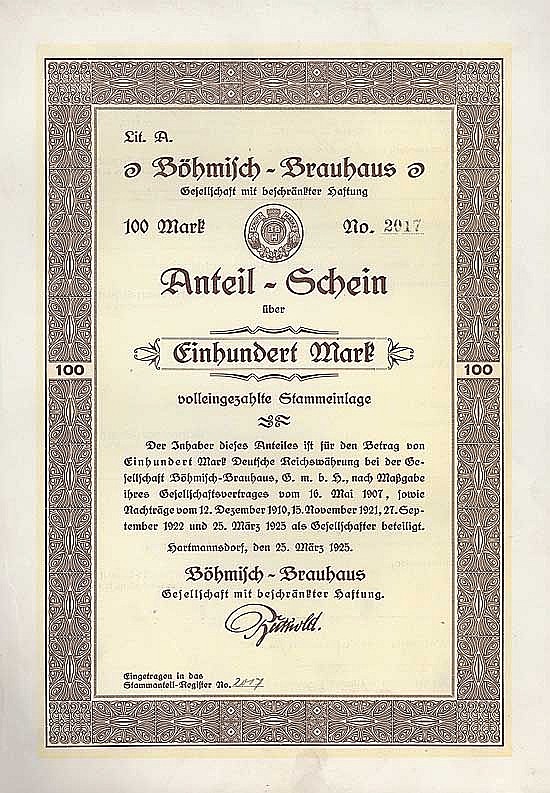 Lit. A.
Böhmisch-Brauhaus
Gesellschaft mit beschränkter Haftung
100 Mark No. 2017
Anteil-Schein
über
Einhundert Mark
100 100
volleingezahlte Stammeinlage
Der Inhaber dieses Anteiles ist für den Betrag von
Einhundert Mark Deutsche Reichswährung bei der Ge-
sellschaft Böhmisch-Brauhaus, G. m. b. H., nach Maßgabe
ihres Gesellschaftsvertrages vom 16. Mai 1907, sowie
Nachträge vom 12. Dezember 1910, 15. November 1921, 27. Sep-
tember 1922 und 25. März 1925 als Gesellschafter beteiligt.
Hartmannsdorf, den 25. März 1925.
Böhmisch-Brauhaus
Gesellschaft mit beschränkter Haftung.
Eingetragen in das
Stammanteil-Register No. 2017